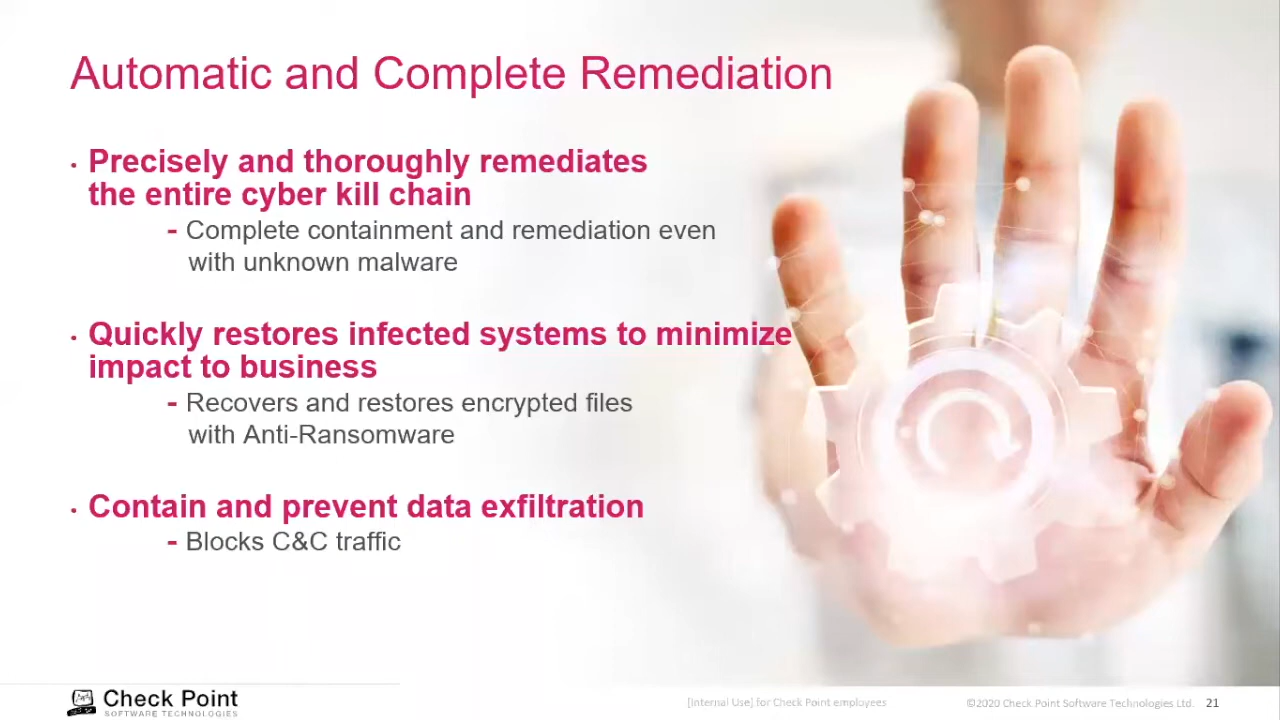 Automatic and Complete Remediation
• Precisely and thoroughly remediates
the entire cyber kill chain
- Complete containment and remediation even
with unknown malware
• Quickly restores infected systems to minimize
impact to business
- Recovers and restores encrypted files
with Anti-Ransomware
• Contain and prevent data exfiltration
- Blocks C&C traffic
Check Point
SOFTWARE TECHNOLOGIES
[Internal Use] for Check Point employees
©2020 Check Point Software Technologies Ltd. 21